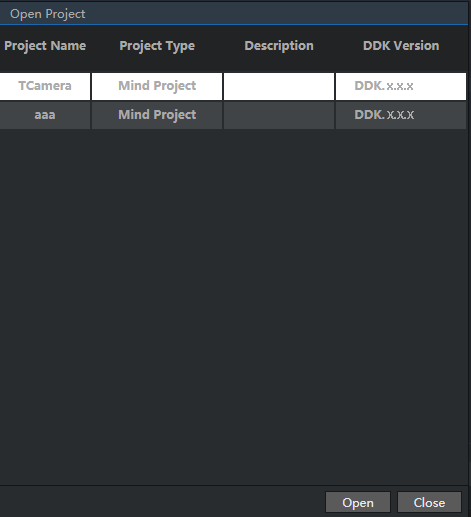 Open Project
Project Name Project Type Description DDK Version
TCamera Mind Project DDK.x.x.x
aaa Mind Project DDK.X.X.X
Open Close